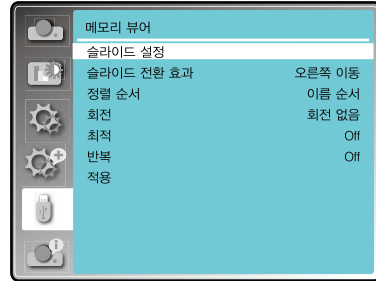 메모리 뷰어
슬라이드 설정
슬라이드 전환 효과 오른쪽 이동
정렬 순서 이름 순서
회전 회전 없음
최적 Off
반복 Off
적용